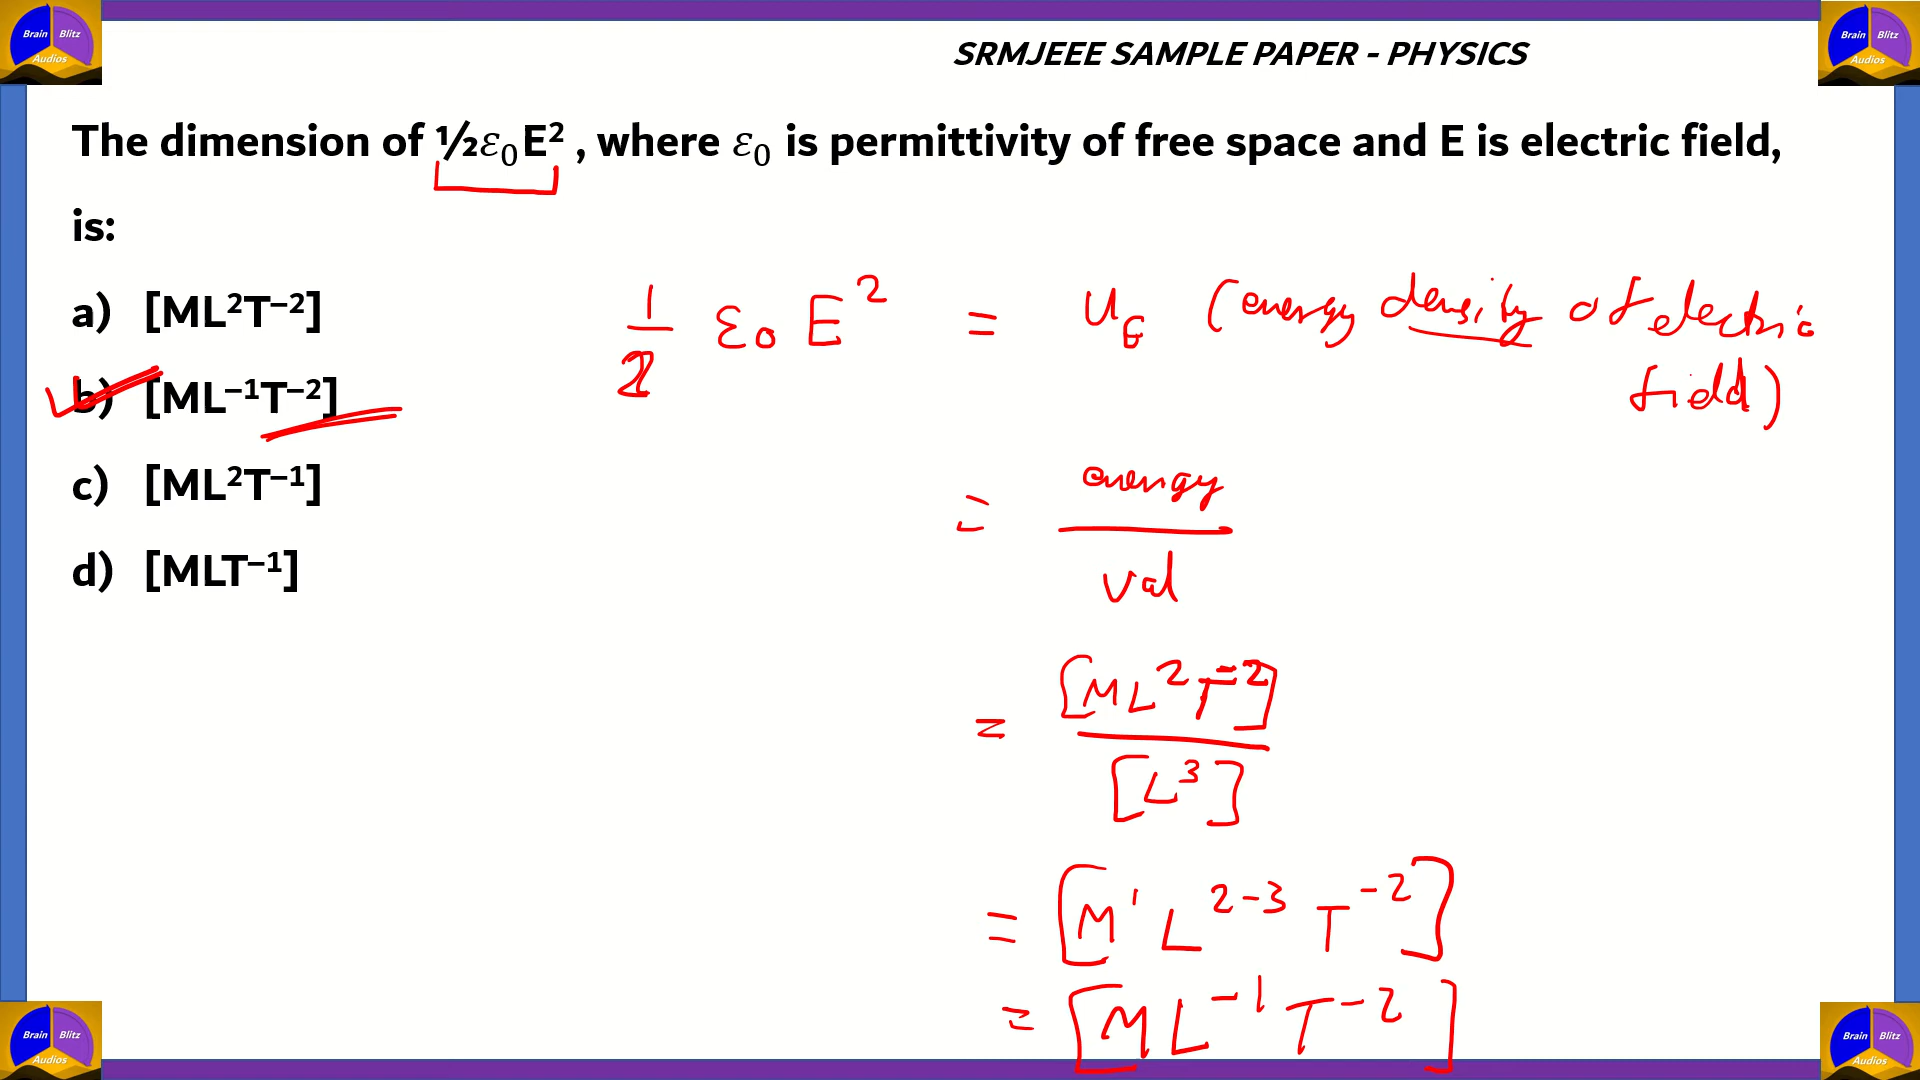 Brain Blitz
Audios
Brain Blitz
Audios
SRMJEEE SAMPLE PAPER - PHYSICS
The dimension of ½ε₀E² , where ε₀ is permittivity of free space and E is electric field,
is:
a) [ML²T⁻²]
b) [ML⁻¹T⁻²]
c) [ML²T⁻¹]
d) [MLT⁻¹]
1/2 ε₀ E² = u_E (energy density of electric
field)
= energy
vol
= [ML²T⁻²]
[L³]
= [M¹ L²⁻³ T⁻²]
= [M L⁻¹ T⁻²]
Brain Blitz
Audios
Brain Blitz
Audios